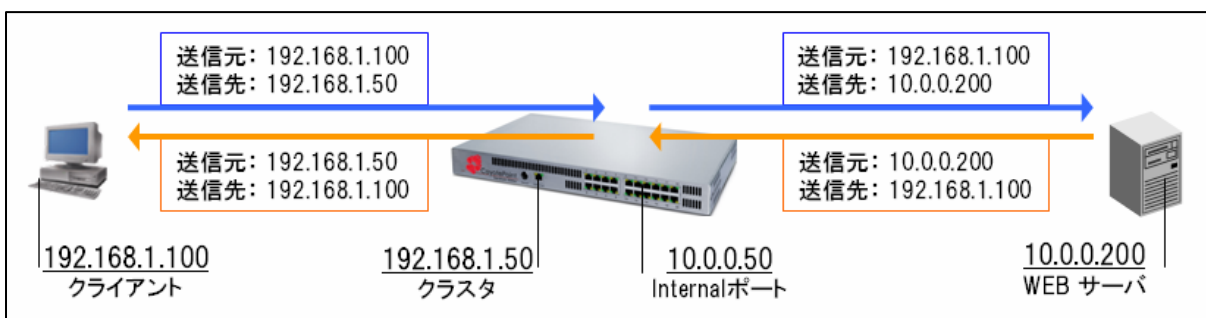 送信元: 192.168.1.100
送信先: 192.168.1.50
送信元: 192.168.1.100
送信先: 10.0.0.200
送信元: 192.168.1.50
送信先: 192.168.1.100
送信元: 10.0.0.200
送信先: 192.168.1.100
CoyotePoint
192.168.1.100
クライアント
192.168.1.50
クラスタ
10.0.0.50
Internalポート
10.0.0.200
WEB サーバ